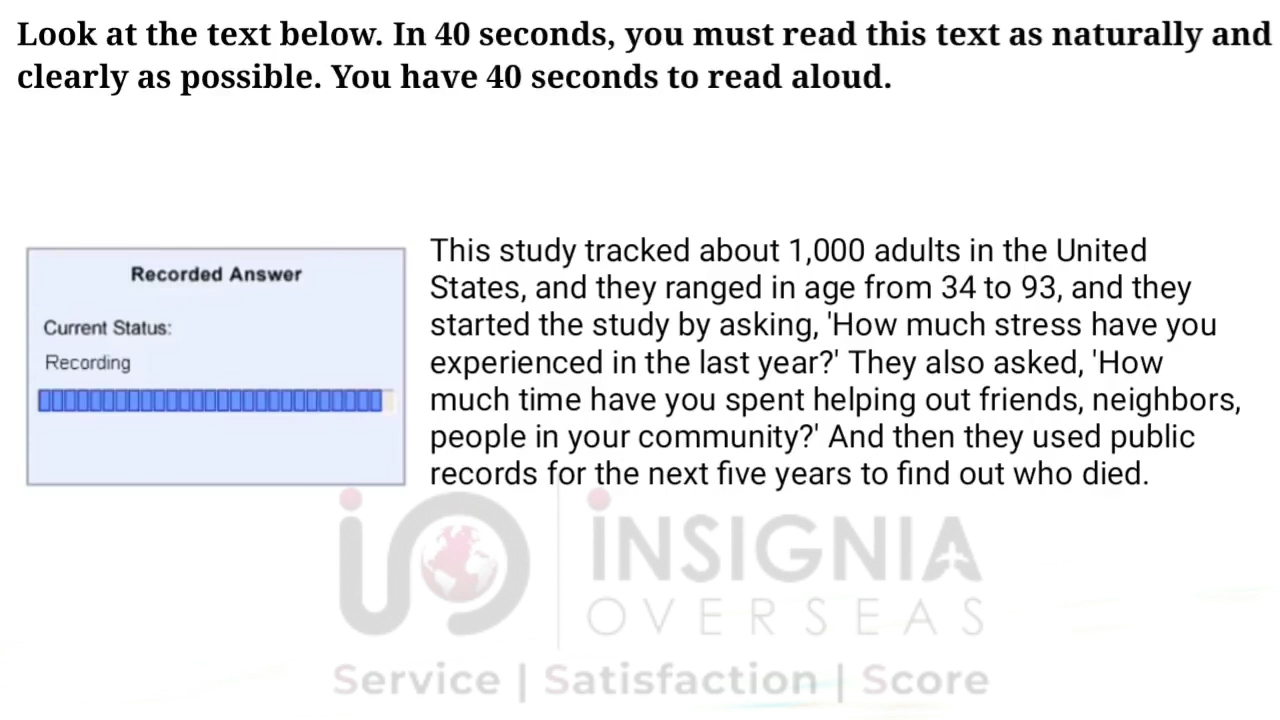 Look at the text below. In 40 seconds, you must read this text as naturally and
clearly as possible. You have 40 seconds to read aloud.
Recorded Answer
Current Status:
Recording
This study tracked about 1,000 adults in the United
States, and they ranged in age from 34 to 93, and they
started the study by asking, 'How much stress have you
experienced in the last year?' They also asked, 'How
much time have you spent helping out friends, neighbors,
people in your community?' And then they used public
records for the next five years to find out who died.
iNSIGNIA
OVERSEAS
Service | Satisfaction | Score